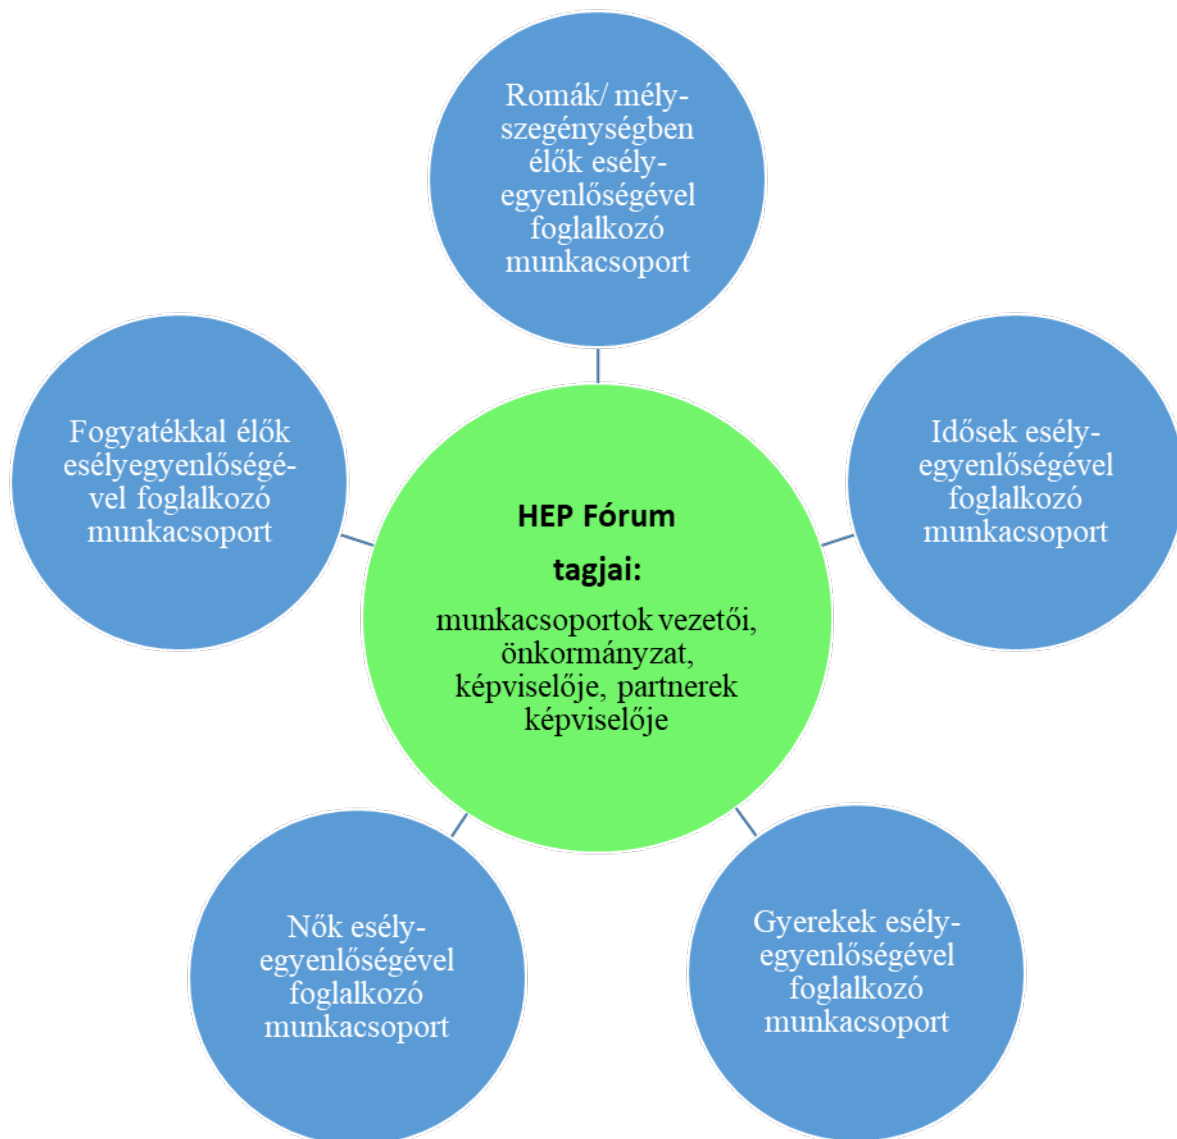 Romák/ mély-
szegénységben
élők esély-
egyenlőségével
foglalkozó
munkacsoport
Fogyatékkal élők
esélyegyenlőségé-
vel foglalkozó
munkacsoport
Idősek esély-
egyenlőségével
foglalkozó
munkacsoport
HEP Fórum
tagjai:
munkacsoportok vezetői,
önkormányzat,
képviselője, partnerek
képviselője
Nők esély-
egyenlőségével
foglalkozó
munkacsoport
Gyerekek esély-
egyenlőségével
foglalkozó
munkacsoport